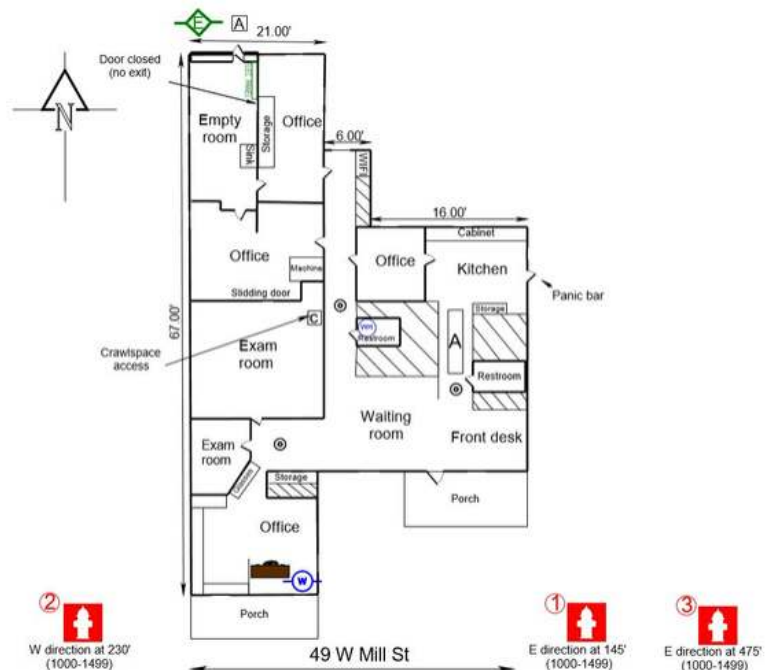 E
A
21.00'
Door closed
(no exit)
N
Empty
room
Storage
Sink
Office
6.00'
WIFI
16.00'
Cabinet
Office
Machine
Office
Kitchen
Panic bar
Slidding door
67.00'
C
Storage
WH
Restroom
A
Crawlspace
access
Exam
room
Restroom
Waiting
room
Front desk
Exam
room
Storage
Porch
Office
W
Porch
2
W direction at 230'
(1000-1499)
49 W Mill St
1
E direction at 145'
(1000-1499)
3
E direction at 475'
(1000-1499)